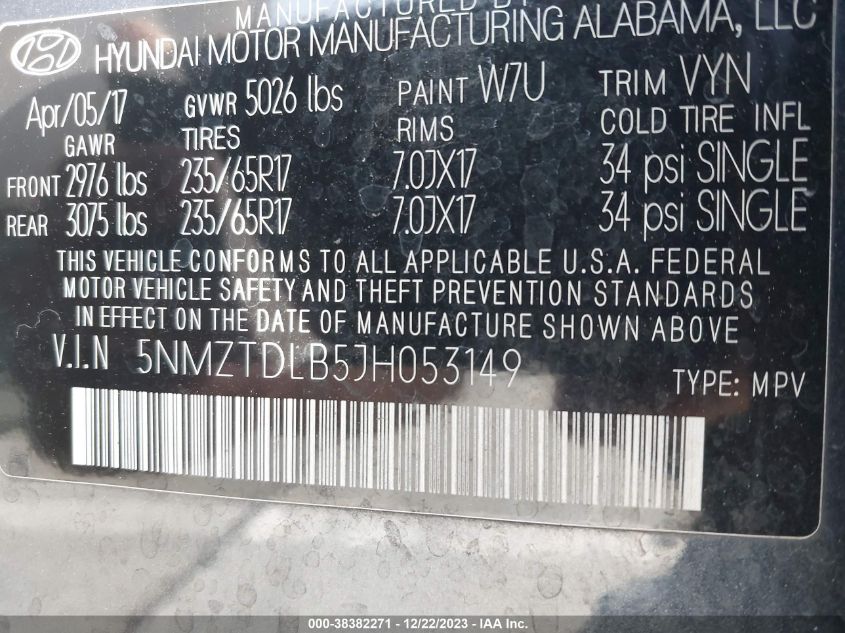 MANUFACTURED BY
HYUNDAI MOTOR MANUFACTURING ALABAMA, LLC
Apr/05/17 GVWR 5026 lbs PAINT W7U TRIM VYN
GAWR TIRES RIMS COLD TIRE INFL
FRONT 2976 lbs 235/65R17 7.0JX17 34 psi SINGLE
REAR 3075 lbs 235/65R17 7.0JX17 34 psi SINGLE
THIS VEHICLE CONFORMS TO ALL APPLICABLE U.S.A. FEDERAL
MOTOR VEHICLE SAFETY AND THEFT PREVENTION STANDARDS
IN EFFECT ON THE DATE OF MANUFACTURE SHOWN ABOVE
V.I.N 5NMZTDLB5JH053149 TYPE: MPV
000-38382271 - 12/22/2023 - IAA Inc.